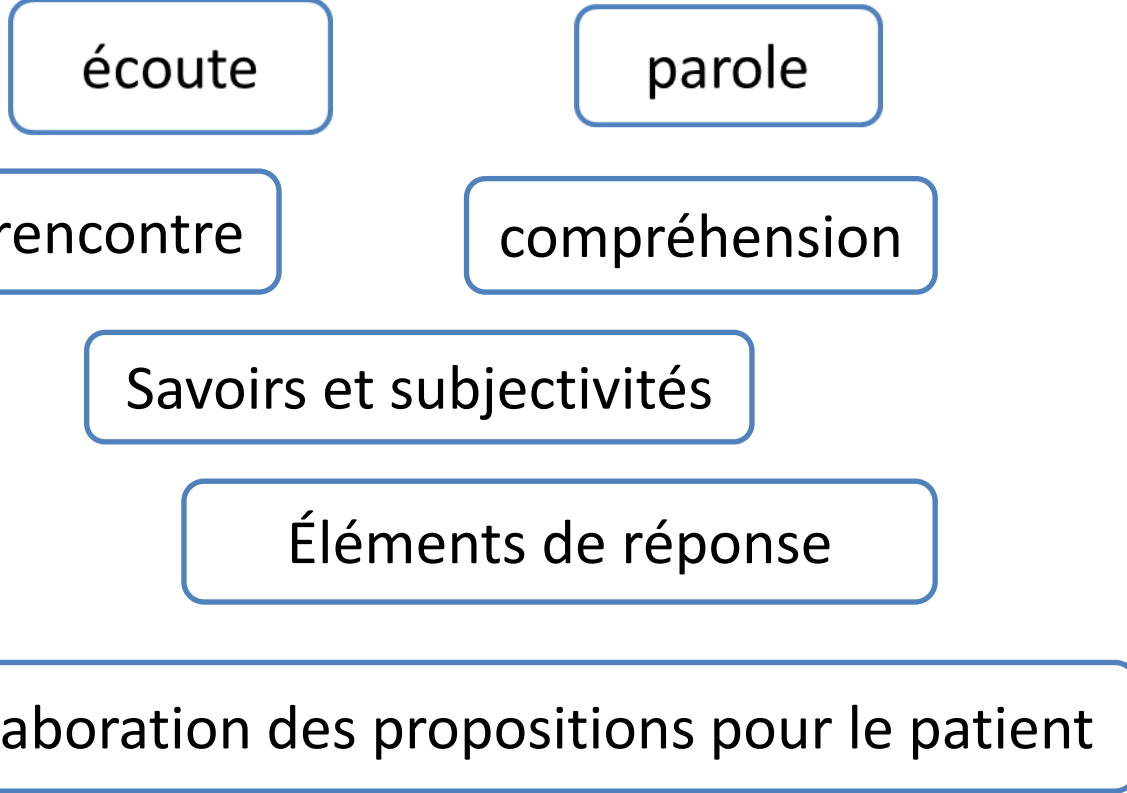 écoute
parole
rencontre
compréhension
Savoirs et subjectivités
Éléments de réponse
aboration des propositions pour le patient